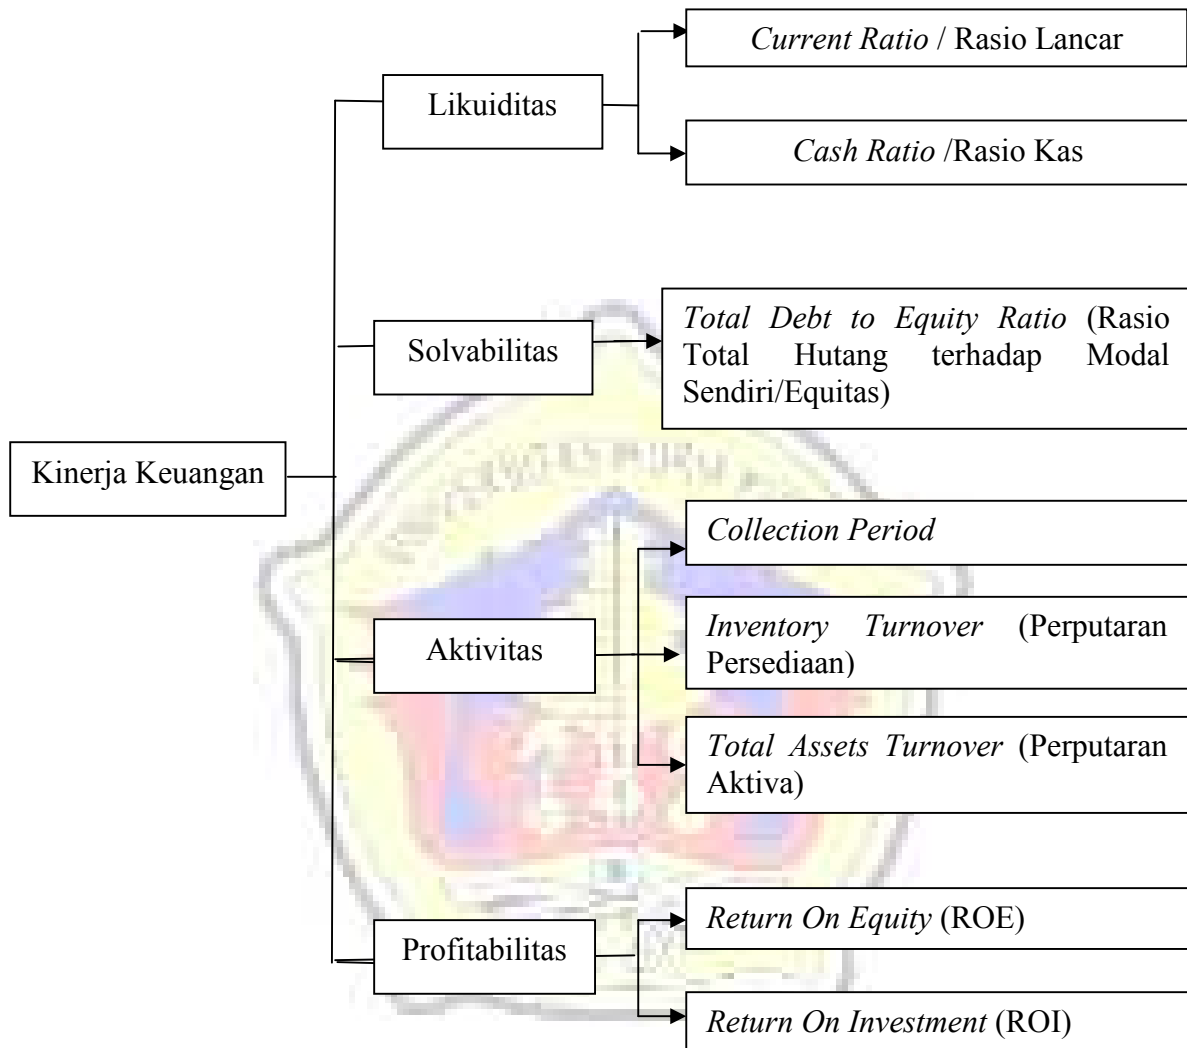 Current Ratio / Rasio Lancar
Likuiditas
Cash Ratio /Rasio Kas
Total Debt to Equity Ratio (Rasio
Total Hutang terhadap Modal
Sendiri/Equitas)
Solvabilitas
Kinerja Keuangan
Collection Period
Inventory Turnover (Perputaran
Persediaan)
Aktivitas
Total Assets Turnover (Perputaran
Aktiva)
Return On Equity (ROE)
Profitabilitas
Return On Investment (ROI)